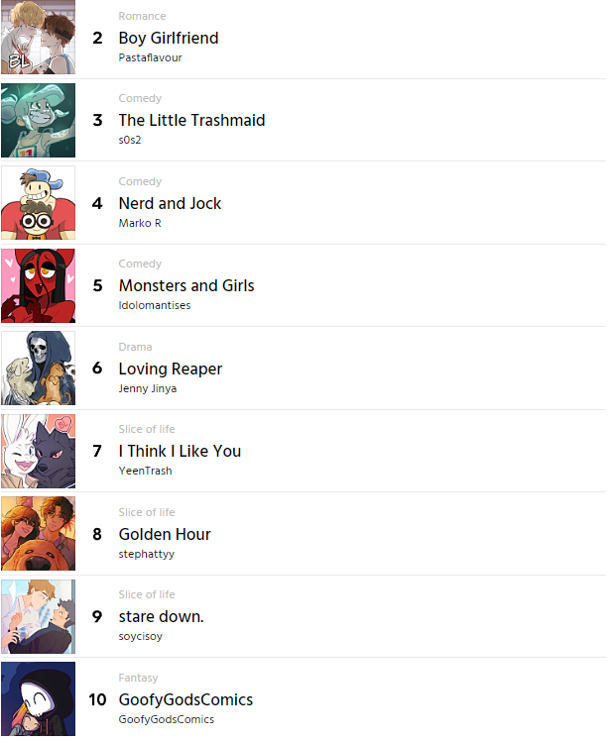 Romance
2
Boy Girlfriend
Pastaflavour
BL
Comedy
3
The Little Trashmaid
s0s2
Comedy
4
Nerd and Jock
Marko R
Comedy
5
Monsters and Girls
Idolomantises
Drama
6
Loving Reaper
Jenny Jinya
Slice of life
7
I Think I Like You
YeenTrash
Slice of life
8
Golden Hour
stephattyy
Slice of life
9
stare down.
soycisoy
Fantasy
10
GoofyGodsComics
GoofyGodsComics